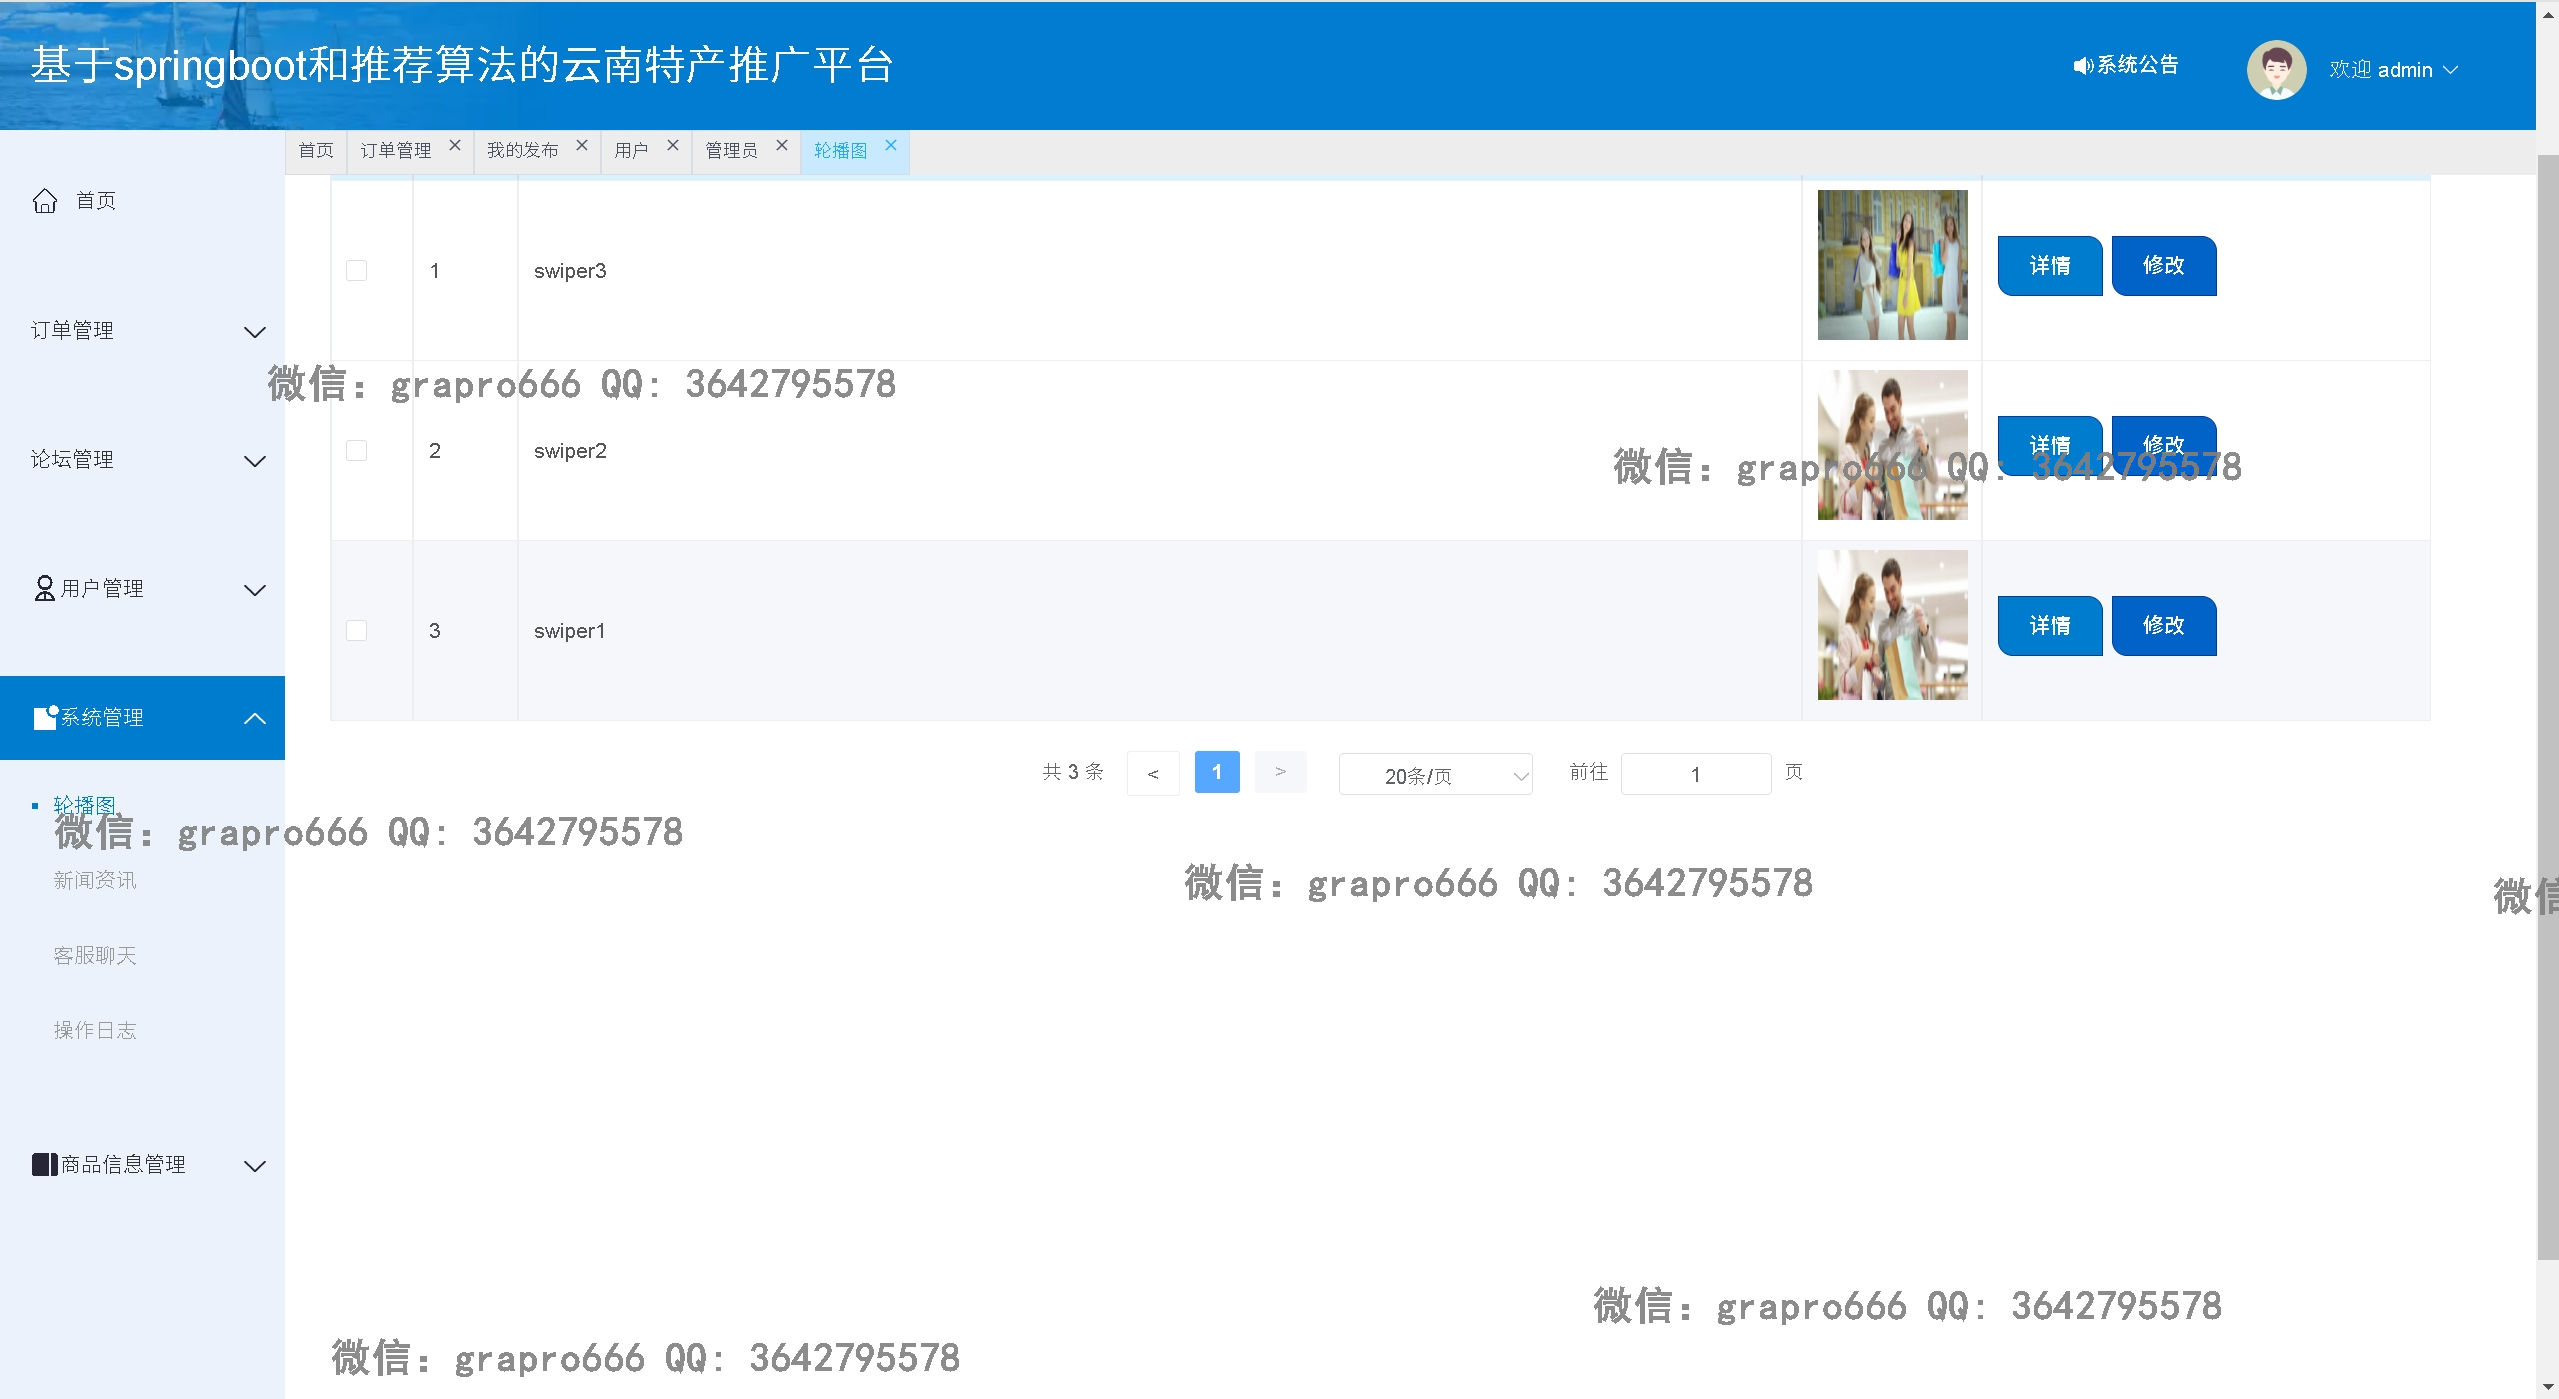 基于springboot和推荐算法的云南特产推广平台
系统公告
欢迎 admin
首页
订单管理
我的发布
用户
管理员
轮播图
首页
订单管理
论坛管理
用户管理
系统管理
轮播图
新闻资讯
客服聊天
操作日志
商品信息管理
1
swiper3
详情
修改
微信: grapro666 QQ: 3642795578
2
swiper2
详情
修改
微信: grapro666 QQ: 3642795578
3
swiper1
详情
修改
共 3 条
<
1
>
20条/页
前往
1
页
微信: grapro666 QQ: 3642795578
微信: grapro666 QQ: 3642795578
微信
微信: grapro666 QQ: 3642795578
微信: grapro666 QQ: 3642795578